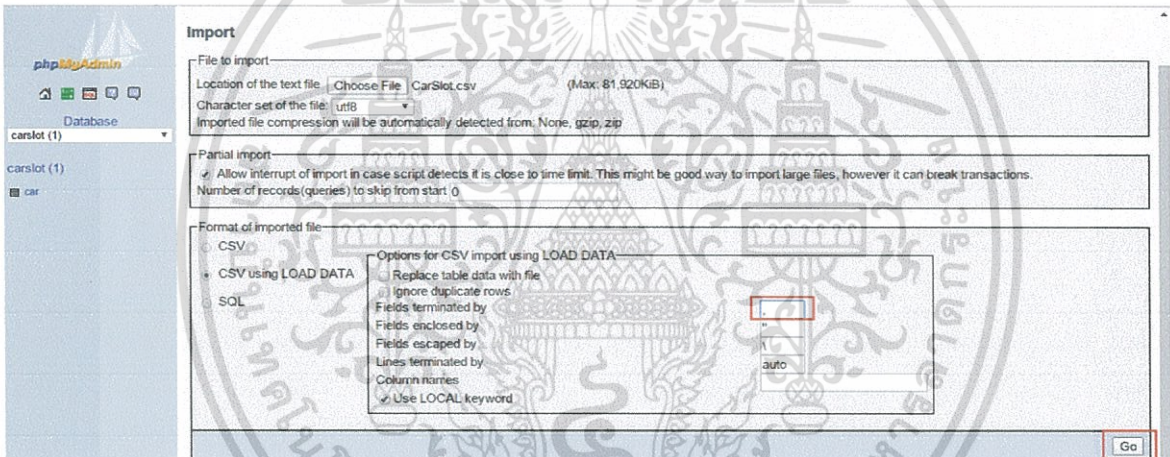 phpMyAdmin
Database
carslot (1)
carslot (1)
car
Import
File to import
Location of the text file Choose File CarSlot.csv (Max: 81,920KiB)
Character set of the file: utf8
Imported file compression will be automatically detected from: None, gzip, zip
Partial import
Allow interrupt of import in case script detects it is close to time limit. This might be good way to import large files, however it can break transactions.
Number of records(queries) to skip from start 0
Format of imported file
CSV
CSV using LOAD DATA
SQL
Options for CSV import using LOAD DATA
Replace table data with file
Ignore duplicate rows
Fields terminated by ,
Fields enclosed by "
Fields escaped by \
Lines terminated by auto
Column names
Use LOCAL keyword
Go